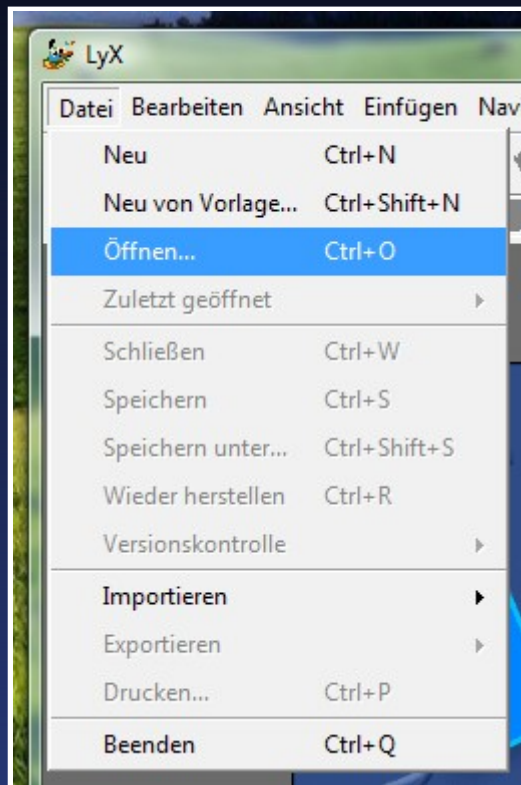 LyX
Datei Bearbeiten Ansicht Einfügen Nav
Neu Ctrl+N
Neu von Vorlage... Ctrl+Shift+N
Öffnen... Ctrl+O
Zuletzt geöffnet
Schließen Ctrl+W
Speichern Ctrl+S
Speichern unter... Ctrl+Shift+S
Wieder herstellen Ctrl+R
Versionskontrolle
Importieren
Exportieren
Drucken... Ctrl+P
Beenden Ctrl+Q